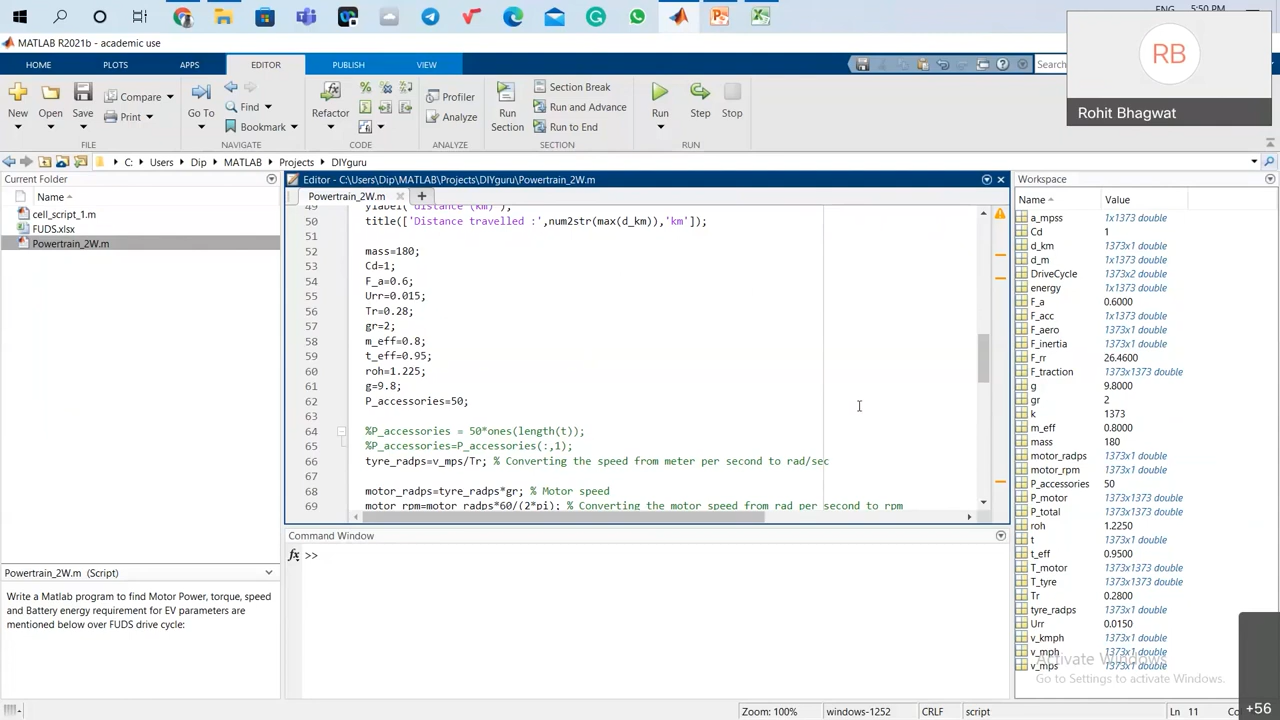 ENG 5:50 PM
MATLAB R2021b - academic use
RB
Rohit Bhagwat
HOME PLOTS APPS EDITOR PUBLISH VIEW
Search
New Open Save Compare Print
Go To Find Bookmark
Refactor
Profiler Analyze
Run Section
Section Break
Run and Advance
Run to End
Run Step Stop
FILE NAVIGATE CODE ANALYZE SECTION RUN
C: Users Dip MATLAB Projects DIYguru
Current Folder
Name
cell_script_1.m
FUDS.xlsx
Powertrain_2W.m
Powertrain_2W.m (Script)
Write a Matlab program to find Motor Power, torque, speed
and Battery energy requirement for EV parameters are
mentioned below over FUDS drive cycle:
Editor - C:\Users\Dip\MATLAB\Projects\DIYguru\Powertrain_2W.m
Powertrain_2W.m
49 ylabel('distance (km)');
50 title(['Distance travelled :',num2str(max(d_km)),'km']);
51
52 mass=180;
53 Cd=1;
54 F_a=0.6;
55 Urr=0.015;
56 Tr=0.28;
57 gr=2;
58 m_eff=0.8;
59 t_eff=0.95;
60 roh=1.225;
61 g=9.8;
62 P_accessories=50;
63
64 %P_accessories = 50*ones(length(t));
65 %P_accessories=P_accessories(:,1);
66 tyre_radps=v_mps/Tr; % Converting the speed from meter per second to rad/sec
67
68 motor_radps=tyre_radps*gr; % Motor speed
69 motor_rpm=motor_radps*60/(2*pi); % Converting the motor speed from rad per second to rpm
Command Window
fx >>
Workspace
Name Value
a_mpss 1x1373 double
Cd 1
d_km 1373x1 double
d_m 1x1373 double
DriveCycle 1373x2 double
energy 1x1373 double
F_a 0.6000
F_acc 1x1373 double
F_aero 1373x1 double
F_inertia 1373x1 double
F_rr 26.4600
F_traction 1373x1373 double
g 9.8000
gr 2
k 1373
m_eff 0.8000
mass 180
motor_radps 1373x1 double
motor_rpm 1373x1 double
P_accessories 50
P_motor 1373x1373 double
P_total 1373x1373 double
roh 1.2250
t 1373x1 double
t_eff 0.9500
T_motor 1373x1373 double
T_tyre 1373x1373 double
Tr 0.2800
tyre_radps 1373x1 double
Urr 0.0150
v_kmph 1373x1 double
v_mph 1373x1 double
v_mps 1373x1 double
Activate Windows
Go to Settings to activate Windows.
Zoom: 100% windows-1252 CRLF script Ln 11
+56